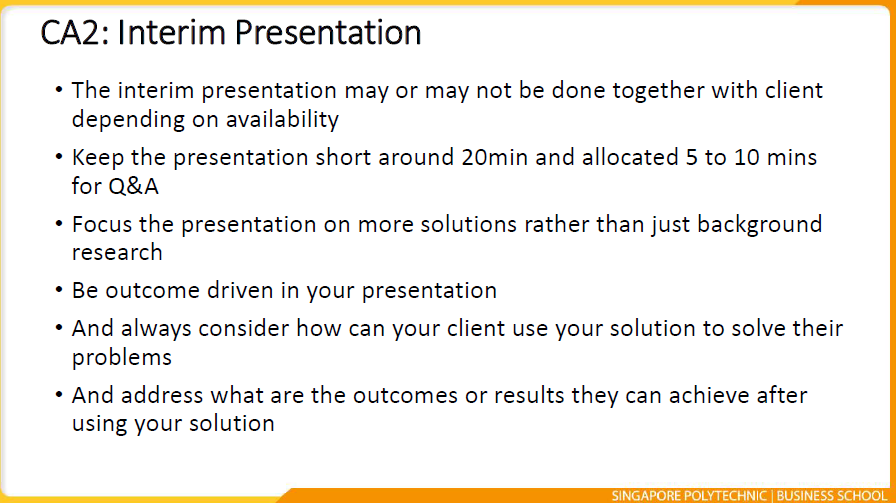 CA2: Interim Presentation
• The interim presentation may or may not be done together with client
depending on availability
• Keep the presentation short around 20min and allocated 5 to 10 mins
for Q&A
• Focus the presentation on more solutions rather than just background
research
• Be outcome driven in your presentation
• And always consider how can your client use your solution to solve their
problems
• And address what are the outcomes or results they can achieve after
using your solution
SINGAPORE POLYTECHNIC | BUSINESS SCHOOL